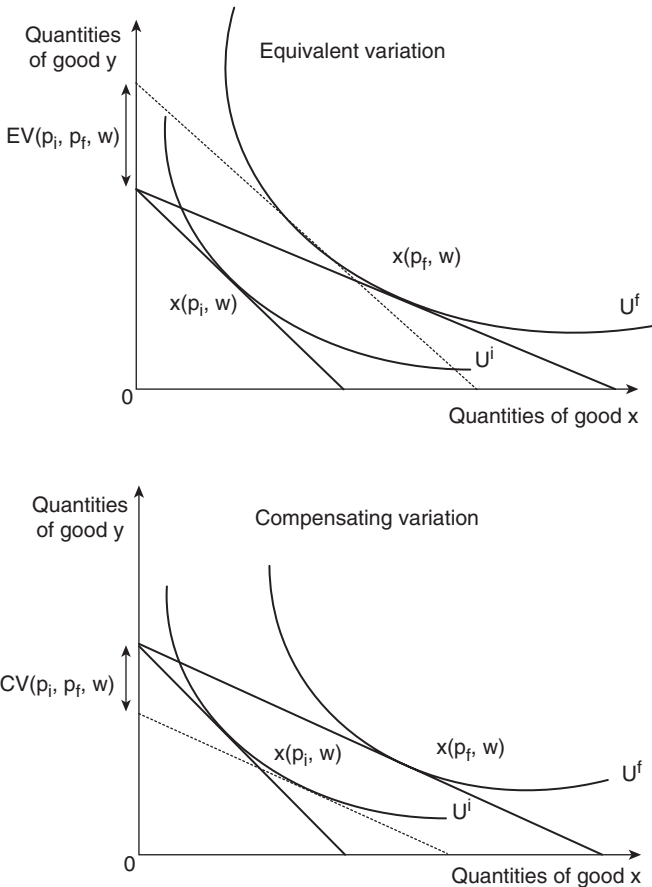 Quantities
of good y
Equivalent variation
EV(pi, pf, w)
x(pf, w)
x(pi, w)
Uf
Ui
0
Quantities of good x
Quantities
of good y
Compensating variation
CV(pi, pf, w)
x(pi, w)
x(pf, w)
Uf
Ui
0
Quantities of good x